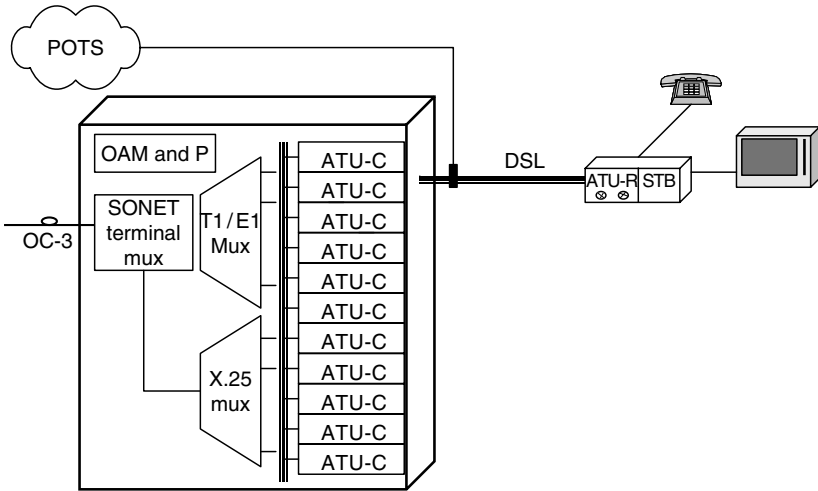 POTS
OAM and P
SONET
terminal
mux
OC-3
T1/E1
Mux
X.25
mux
ATU-C
ATU-C
ATU-C
ATU-C
ATU-C
ATU-C
ATU-C
ATU-C
ATU-C
ATU-C
ATU-C
DSL
ATU-R STB